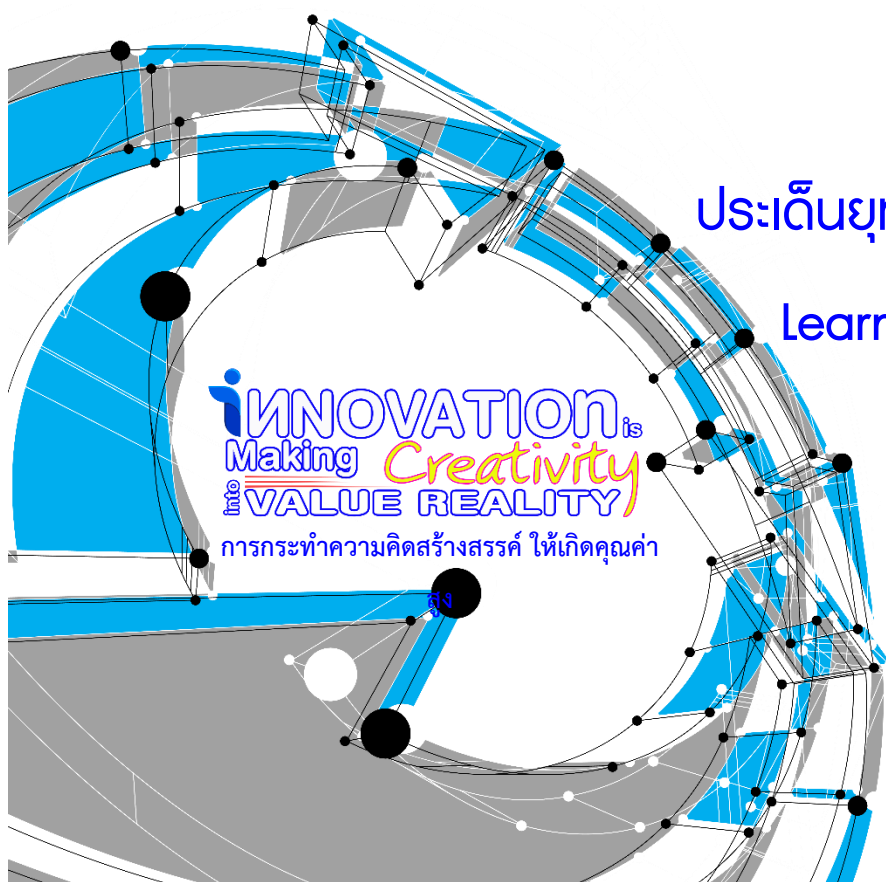 ประเด็นยุ
Lear
iNNOVATION is
Making Creativity
into VALUE REALITY
การกระทำความคิดสร้างสรรค์ ให้เกิดคุณค่า
สูง